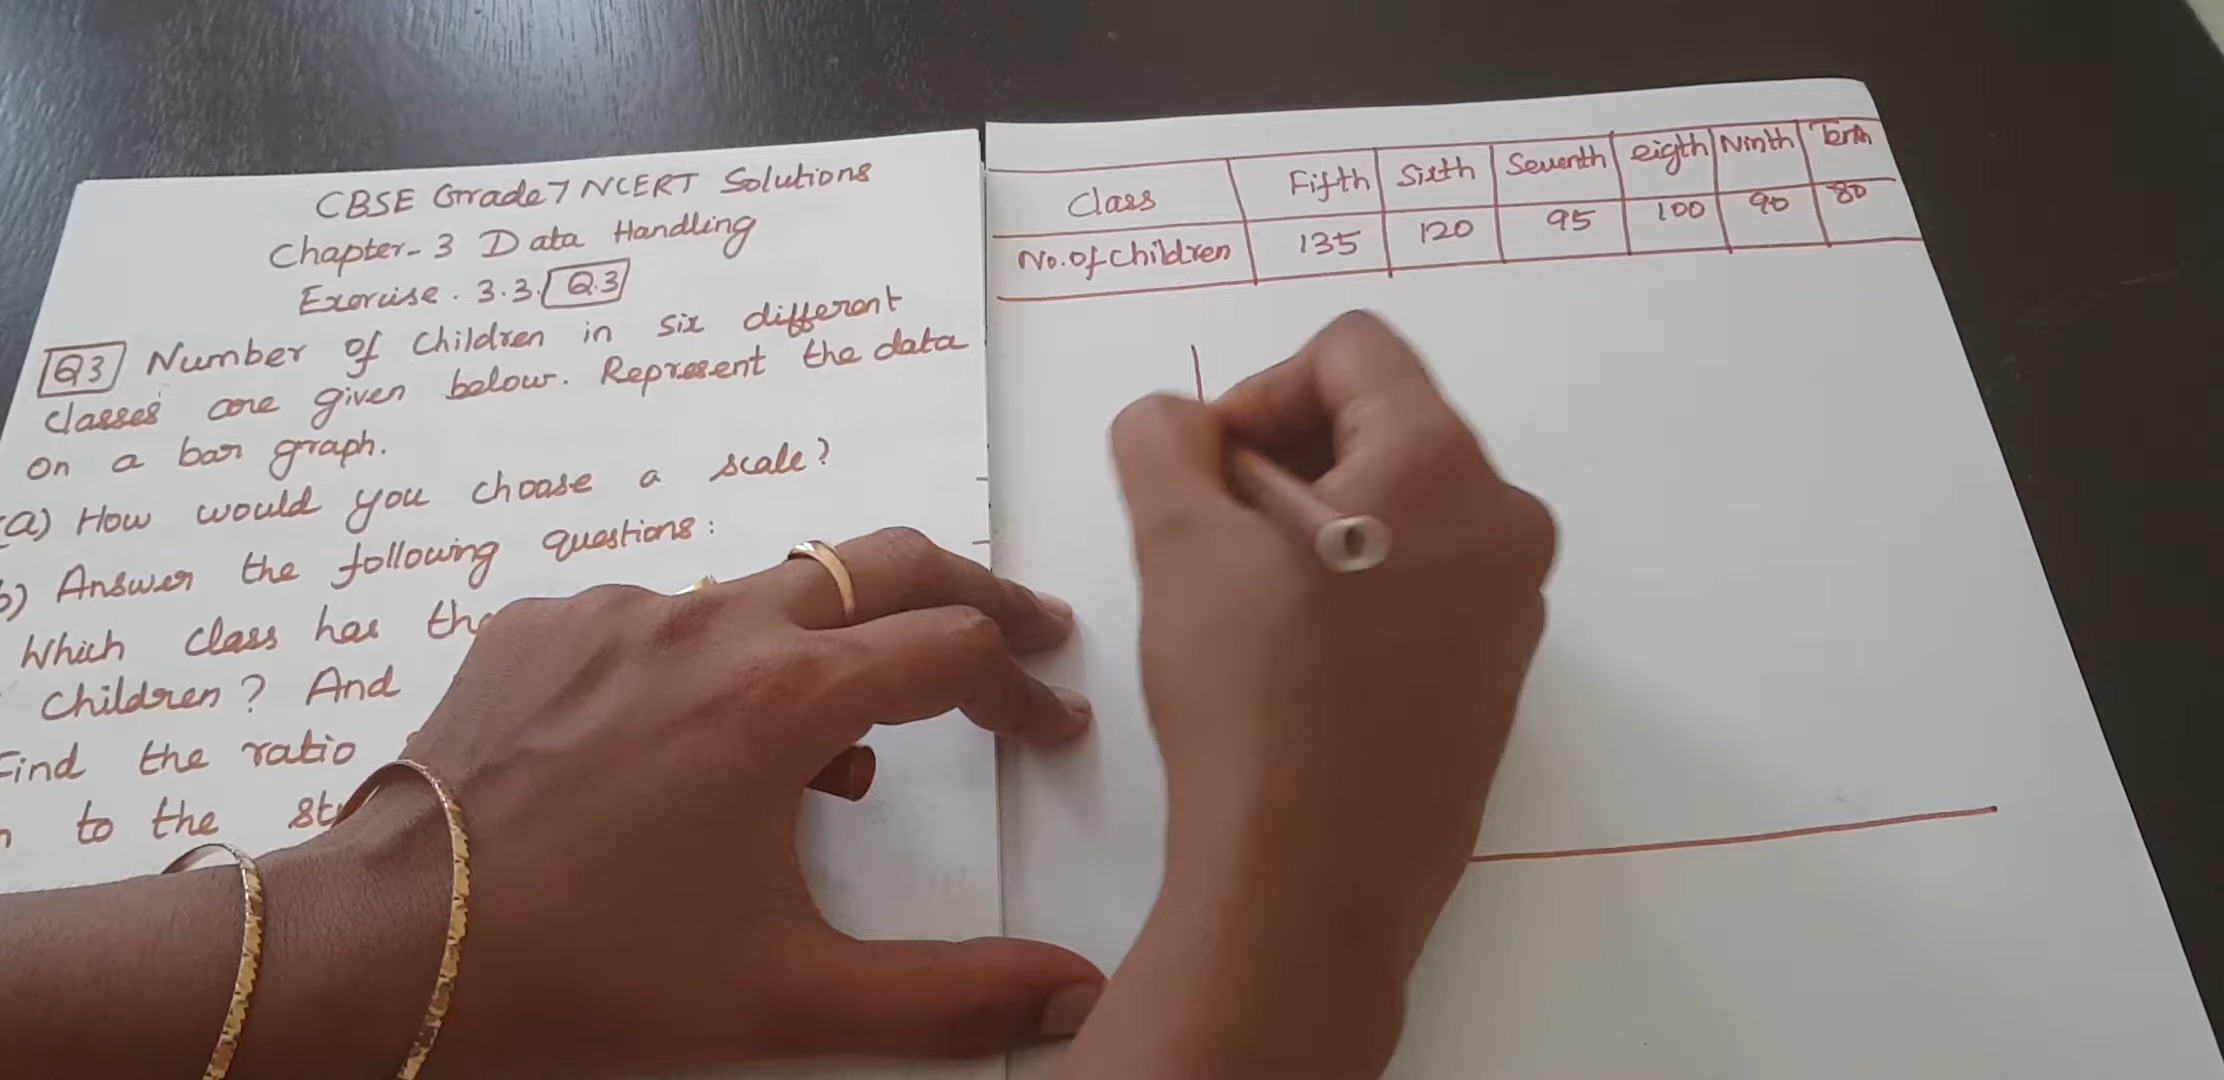 CBSE Grade 7 NCERT Solutions
Chapter-3 Data Handling
Exercise. 3.3. Q.3
Q3 Number of children in six different
classes are given below. Represent the data
on a bar graph.
(a) How would you choose a scale?
b) Answer the following questions:
Which class has the
children? And
Find the ratio
to the
Class Fifth Sixth Seventh eigth Ninth Tenth
No. of children 135 120 95 100 90 80